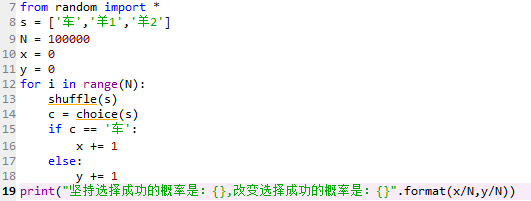 7 from random import *
8 s = ['车','羊1','羊2']
9 N = 100000
10 x = 0
11 y = 0
12 for i in range(N):
13     shuffle(s)
14     c = choice(s)
15     if c == '车':
16         x += 1
17     else:
18         y += 1
19 print("坚持选择成功的概率是：{},改变选择成功的概率是：{}".format(x/N,y/N))